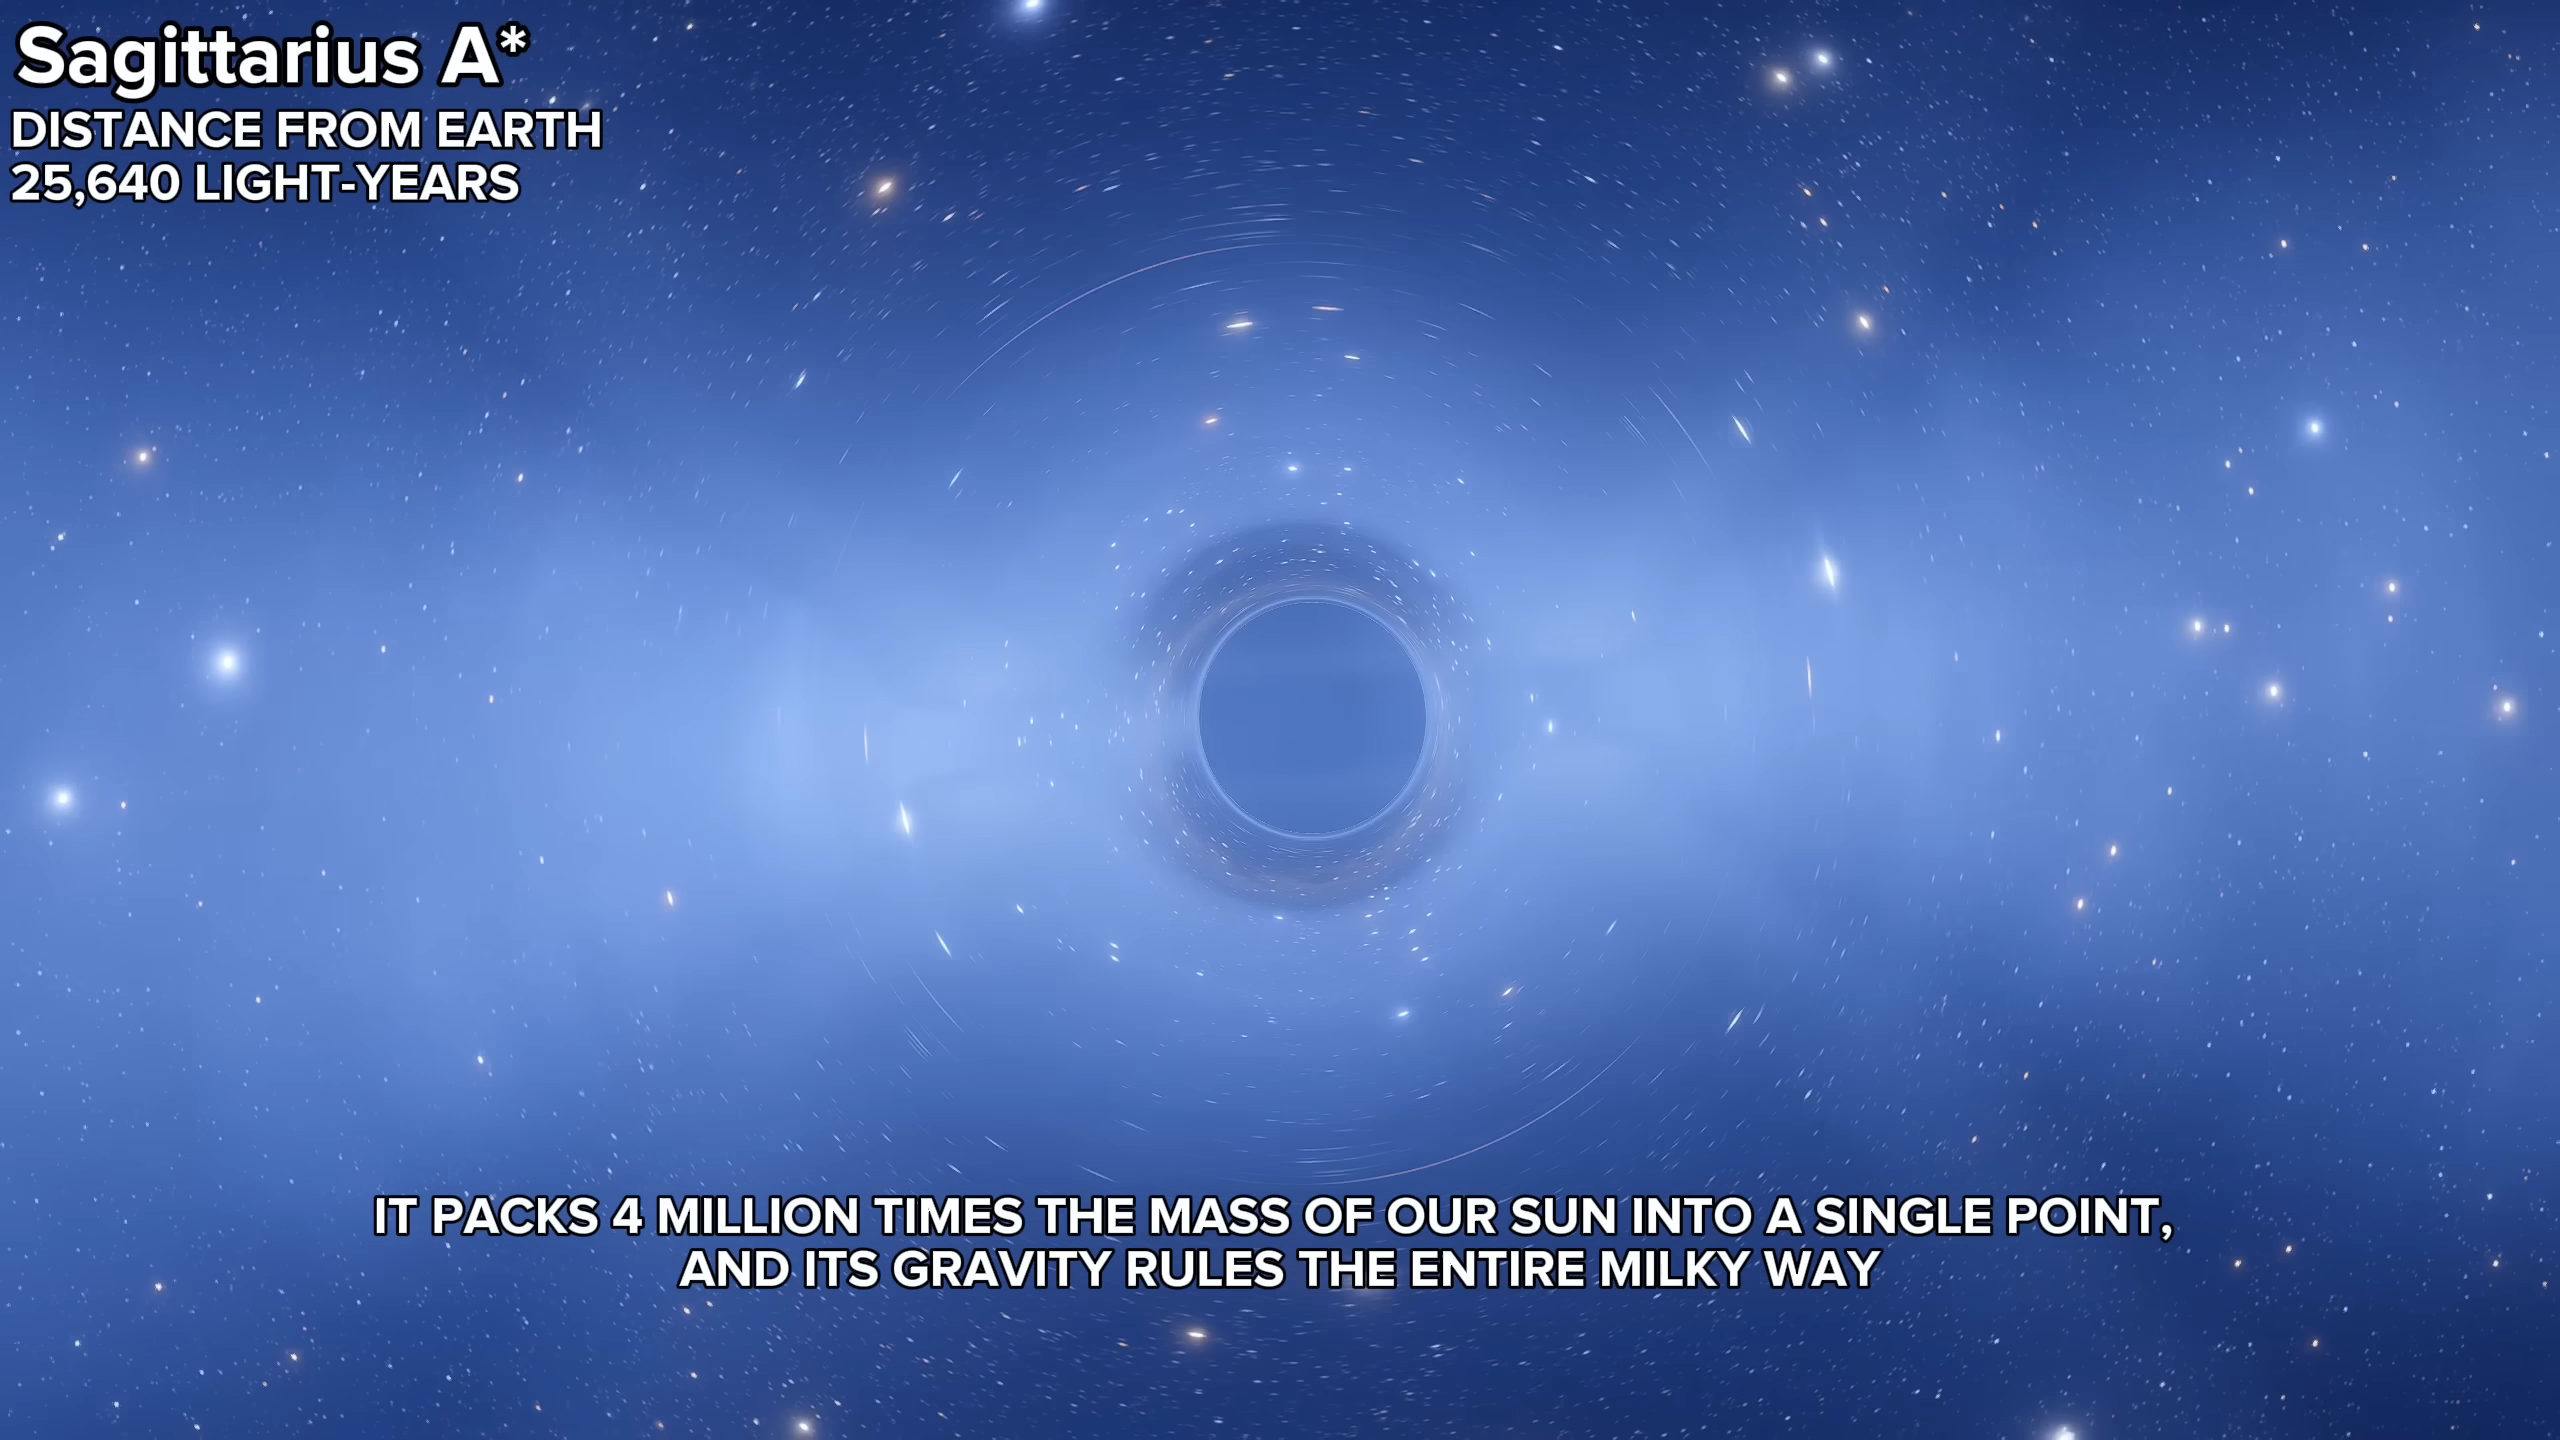 Sagittarius A*
DISTANCE FROM EARTH
25,640 LIGHT-YEARS
IT PACKS 4 MILLION TIMES THE MASS OF OUR SUN INTO A SINGLE POINT,
AND ITS GRAVITY RULES THE ENTIRE MILKY WAY